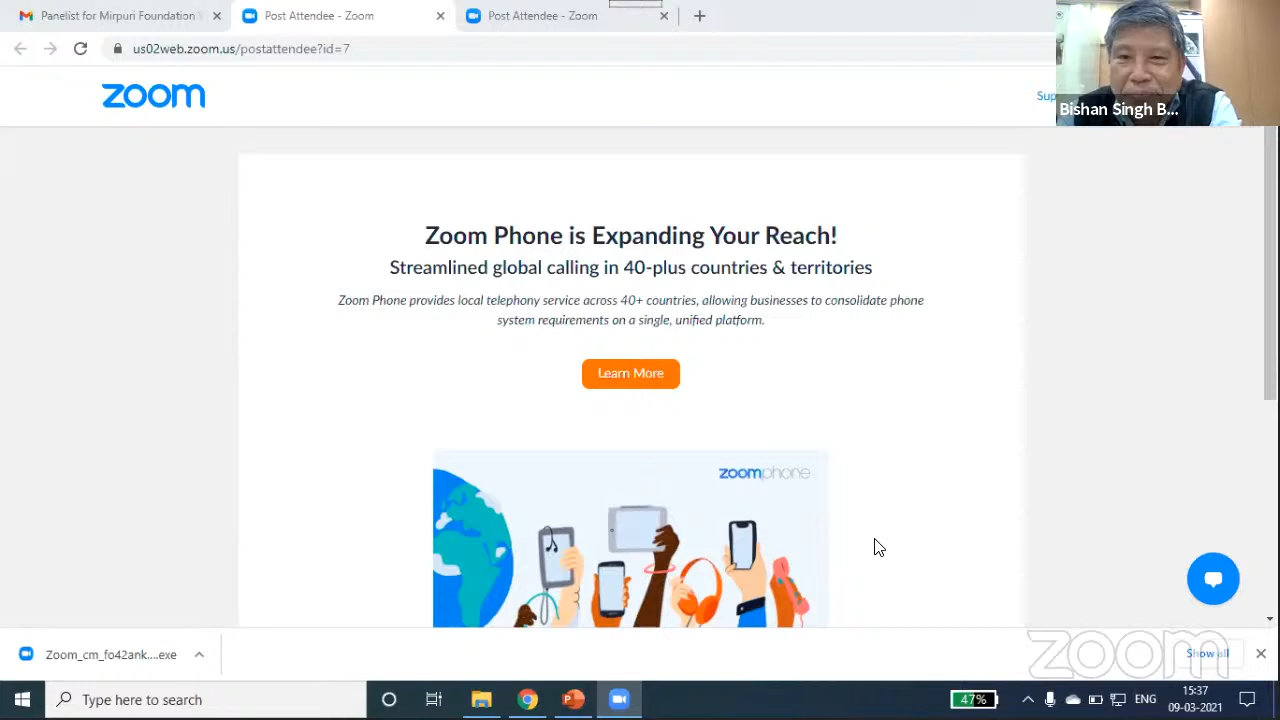 Panelist for Mirpuri Foundation
Post Attendee - Zoom
Post Attendee - Zoom
us02web.zoom.us/postattendee?id=7
zoom
Sup
Bishan Singh B...
Zoom Phone is Expanding Your Reach!
Streamlined global calling in 40-plus countries & territories
Zoom Phone provides local telephony service across 40+ countries, allowing businesses to consolidate phone
system requirements on a single, unified platform.
Learn More
zoomphone
Zoom_cm_fo42ank....exe
Show all
zoom
Type here to search
47%
ENG
15:37
09-03-2021